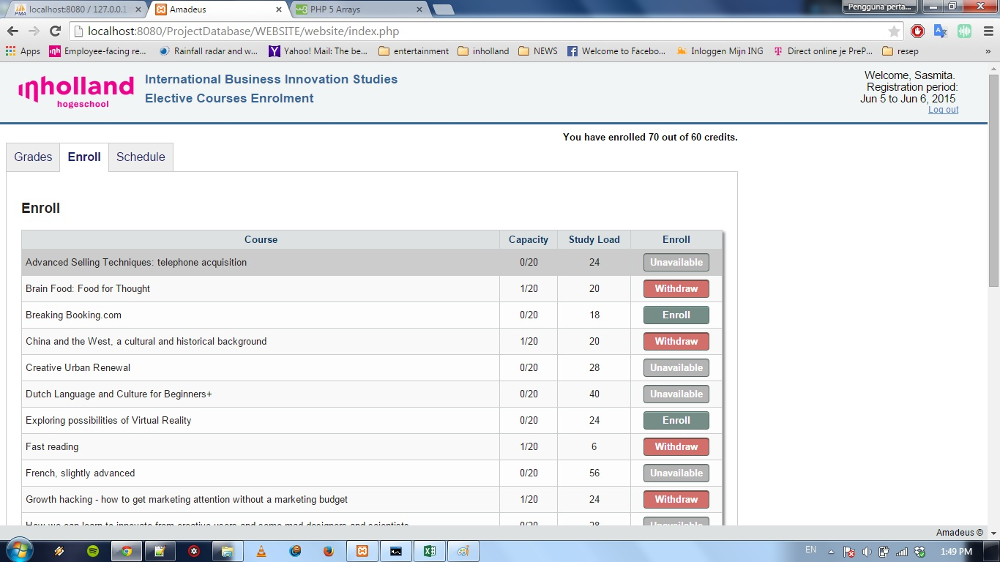 localhost:8080 / 127.0.0.1
Amadeus
PHP 5 Arrays
Pengguna perta...
localhost:8080/ProjectDatabase/WEBSITE/website/index.php
Apps
Employee-facing re...
Rainfall radar and w...
Yahoo! Mail: The be...
entertainment
inholland
NEWS
Welcome to Facebo...
Inloggen Mijn ING
Direct online je PreP...
resep
»
inholland
hogeschool
International Business Innovation Studies
Elective Courses Enrolment
Welcome, Sasmita.
Registration period:
Jun 5 to Jun 6, 2015
Log out
You have enrolled 70 out of 60 credits.
Grades Enroll Schedule
Enroll
Course Capacity Study Load Enroll
Advanced Selling Techniques: telephone acquisition 0/20 24 Unavailable
Brain Food: Food for Thought 1/20 20 Withdraw
Breaking Booking.com 0/20 18 Enroll
China and the West, a cultural and historical background 1/20 20 Withdraw
Creative Urban Renewal 0/20 28 Unavailable
Dutch Language and Culture for Beginners+ 0/20 40 Unavailable
Exploring possibilities of Virtual Reality 0/20 24 Enroll
Fast reading 1/20 6 Withdraw
French, slightly advanced 0/20 56 Unavailable
Growth hacking - how to get marketing attention without a marketing budget 1/20 24 Withdraw
How we can learn to innovate from creative users and some mad designers and scientists 0/20 28 Unavailable
Amadeus ©
EN
1:49 PM